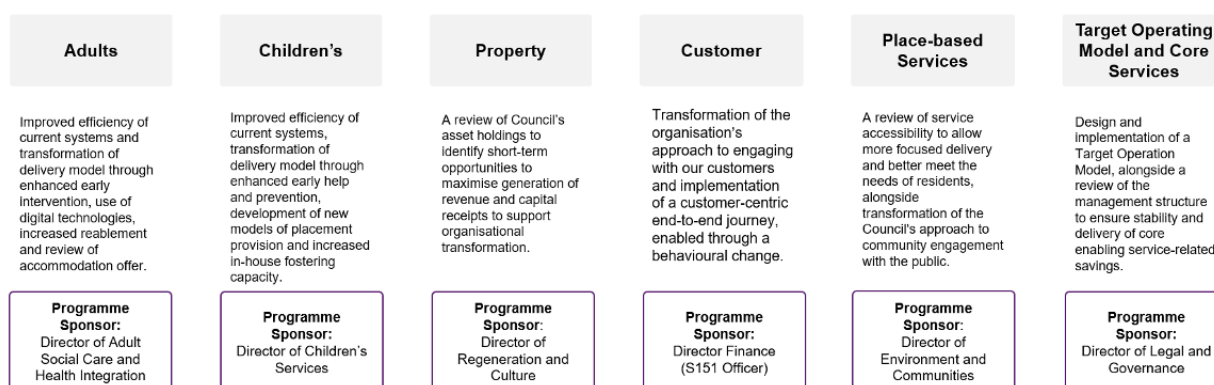 Adults
Improved efficiency of
current systems and
transformation of
delivery model through
enhanced early
intervention, use of
digital technologies,
increased reablement
and review of
accommodation offer.
Programme
Sponsor:
Director of Adult
Social Care and
Health Integration
Children’s
Improved efficiency of
current systems,
transformation of
delivery model through
enhanced early help
and prevention,
development of new
models of placement
provision and increased
in-house fostering
capacity.
Programme
Sponsor:
Director of Children’s
Services
Property
A review of Council’s
asset holdings to
identify short-term
opportunities to
maximise generation of
revenue and capital
receipts to support
organisational
transformation.
Programme
Sponsor:
Director of
Regeneration and
Culture
Customer
Transformation of the
organisation’s
approach to engaging
with our customers
and implementation
of a customer-centric
end-to-end journey,
enabled through a
behavioural change.
Programme
Sponsor:
Director Finance
(S151 Officer)
Place-based
Services
A review of service
accessibility to allow
more focused delivery
and better meet the
needs of residents,
alongside
transformation of the
Council’s approach to
community engagement
with the public.
Programme
Sponsor:
Director of
Environment and
Communities
Target Operating
Model and Core
Services
Design and
implementation of a
Target Operation
Model, alongside a
review of the
management structure
to ensure stability and
delivery of core
enabling service-related
savings.
Programme
Sponsor:
Director of Legal and
Governance